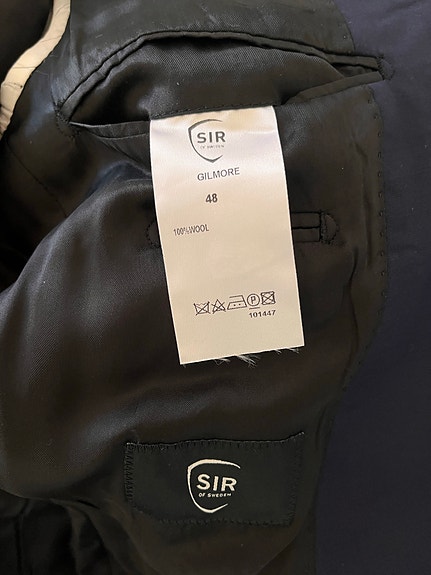 SIR
OF SWEDEN
GILMORE
48
100%WOOL
P
101447
SIR
OF SWEDEN